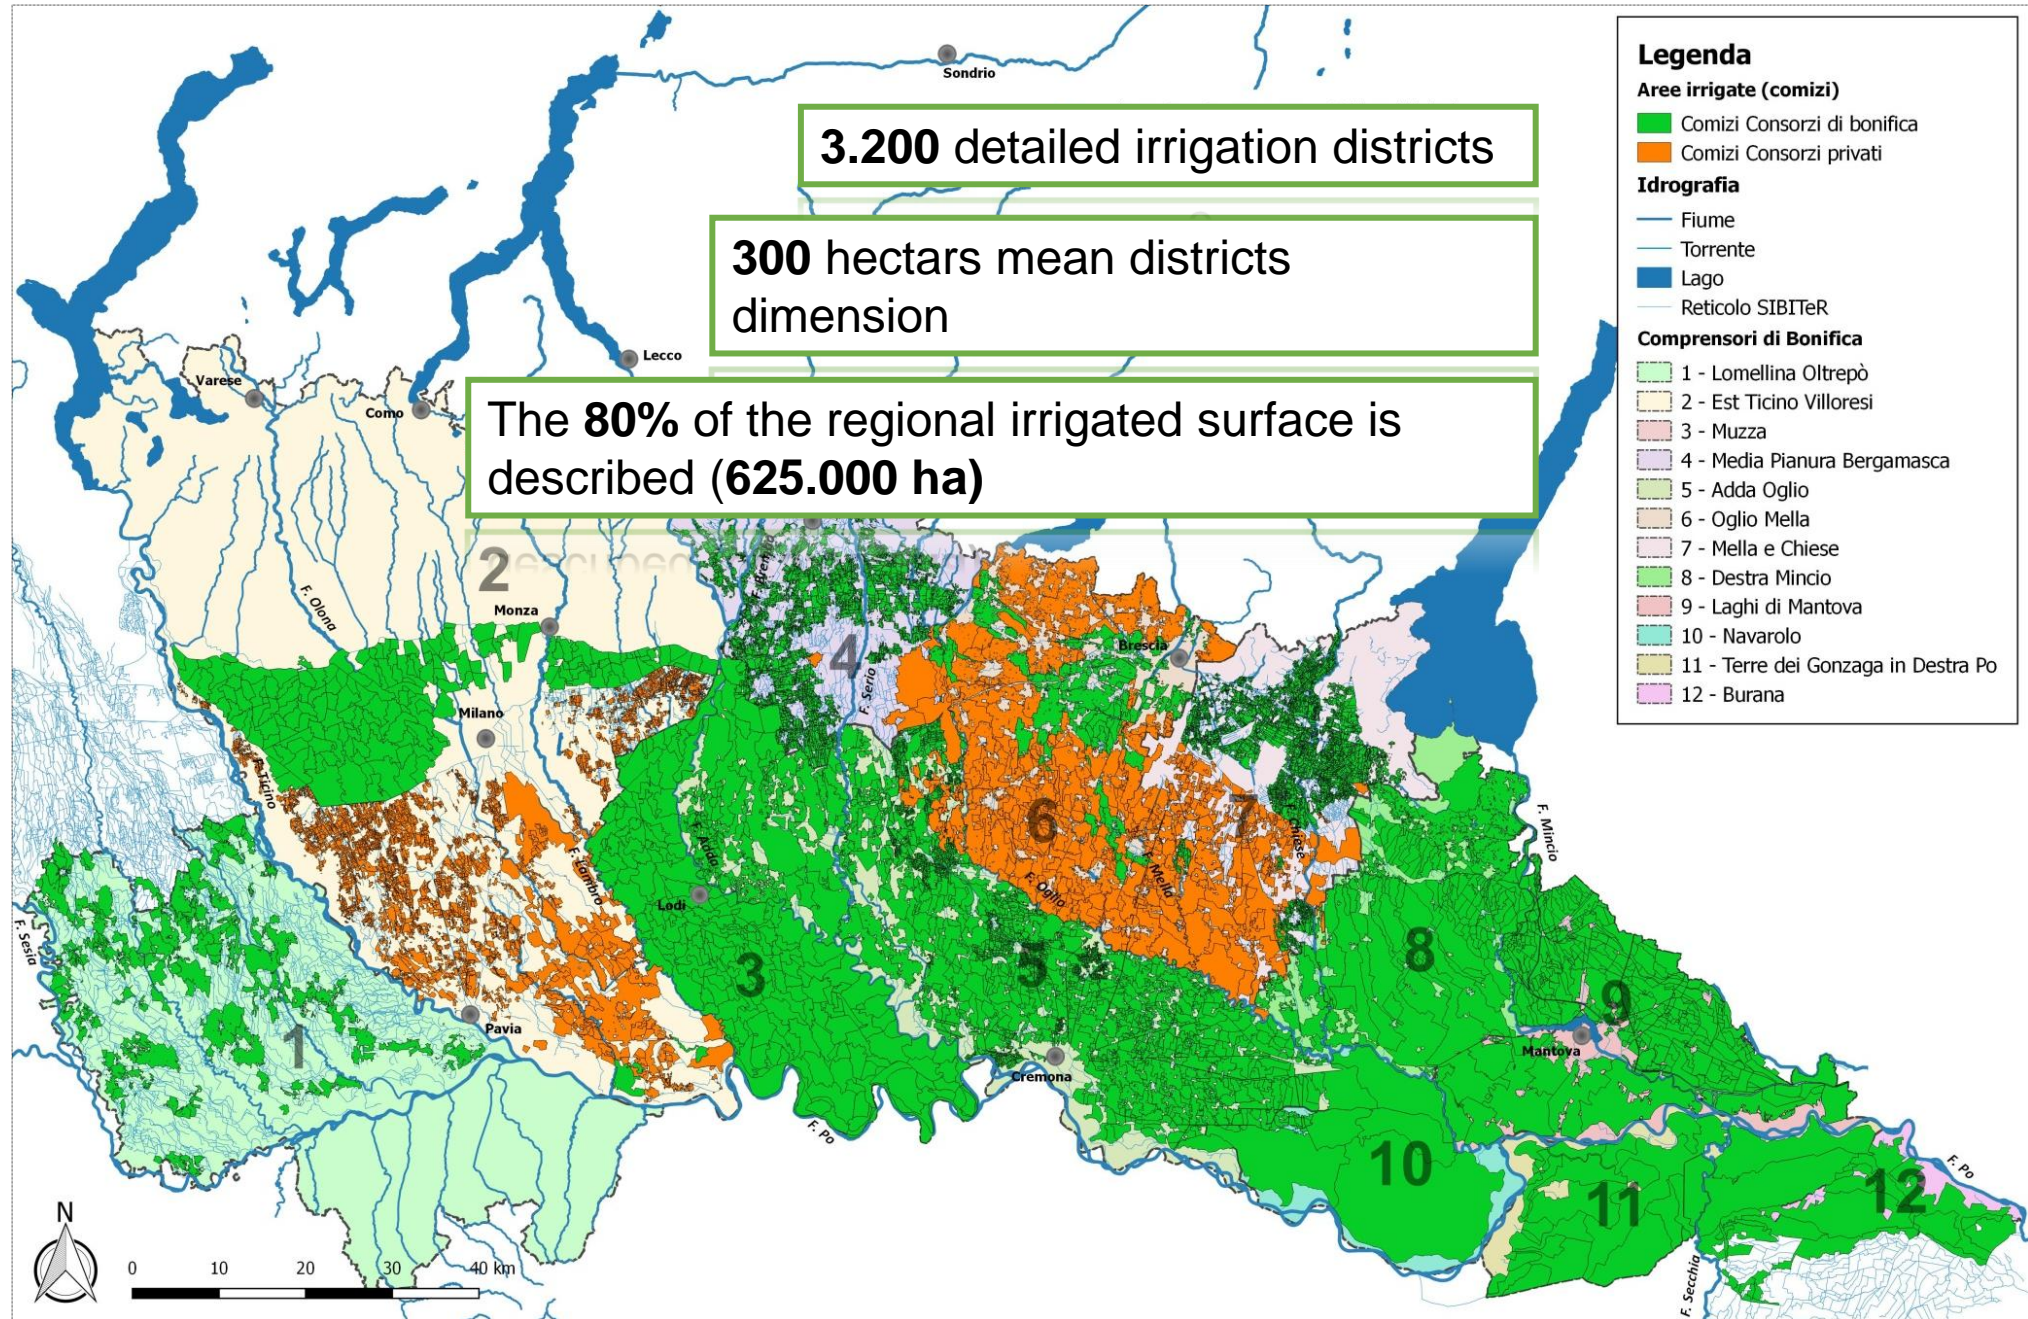 Sondrio
3.200 detailed irrigation districts
300 hectars mean districts
dimension
Lecco
Varese
Como
The 80% of the regional irrigated surface is
described (625.000 ha)
2
F. Olona
Monza
F. Brembo
4
F. Serio
Brescia
Milano
F. Ticino
F. Lambro
F. Adda
Lodi
6
7
F. Chiese
F. Mella
F. Oglio
F. Mincio
F. Sesia
3
5
8
9
1
Pavia
Mantova
Cremona
F. Po
10
11
12
F. Po
F. Secchia
N
0 10 20 30 40 km
Legenda
Aree irrigate (comizi)
Comizi Consorzi di bonifica
Comizi Consorzi privati
Idrografia
Fiume
Torrente
Lago
Reticolo SIBITeR
Comprensori di Bonifica
1 - Lomellina Oltrepò
2 - Est Ticino Villoresi
3 - Muzza
4 - Media Pianura Bergamasca
5 - Adda Oglio
6 - Oglio Mella
7 - Mella e Chiese
8 - Destra Mincio
9 - Laghi di Mantova
10 - Navarolo
11 - Terre dei Gonzaga in Destra Po
12 - Burana